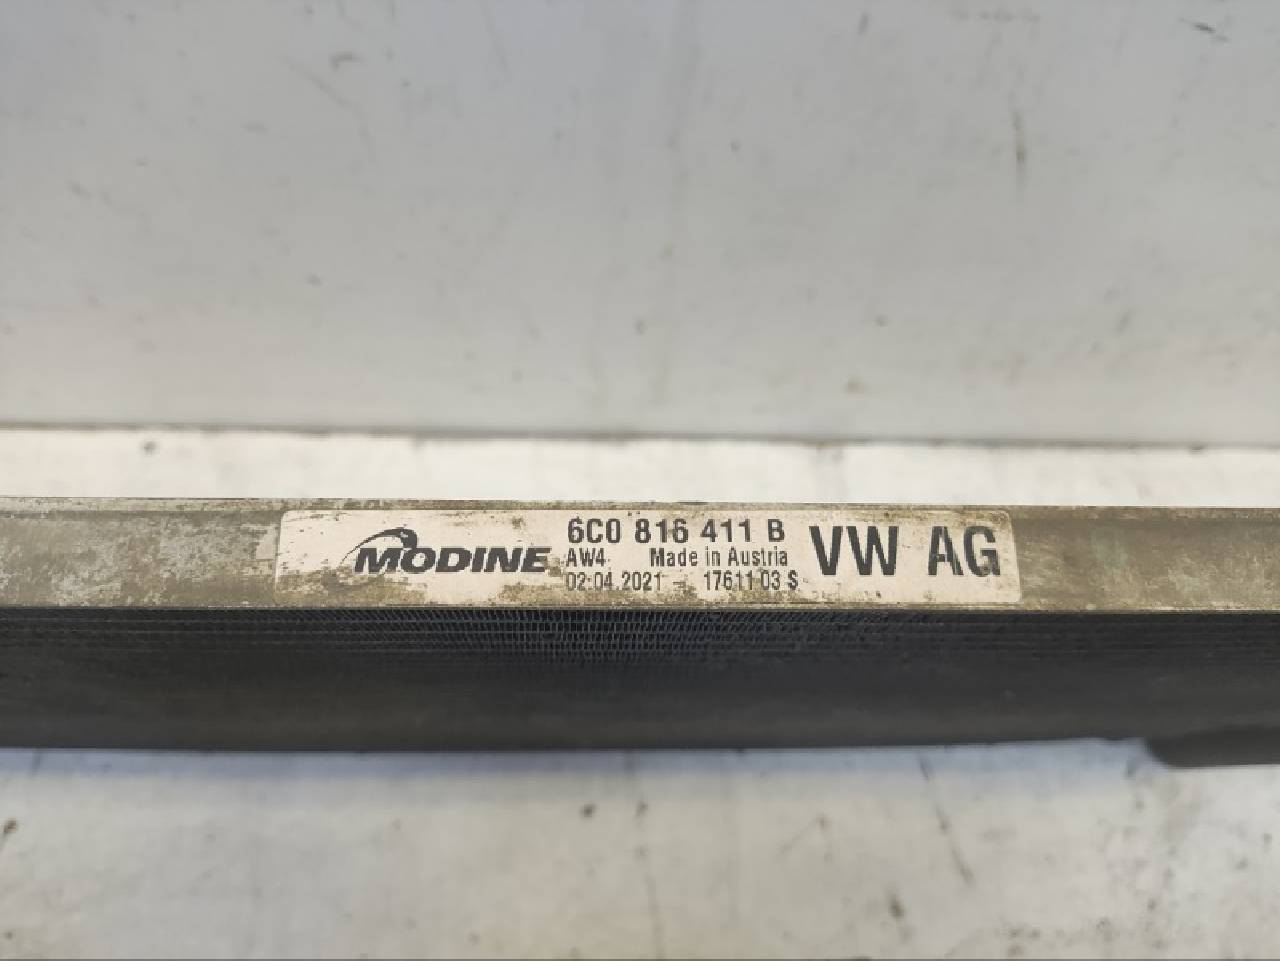 MODINE
6C0 816 411 B
AW4 Made in Austria
02.04.2021 - 17611 03 S
VW AG